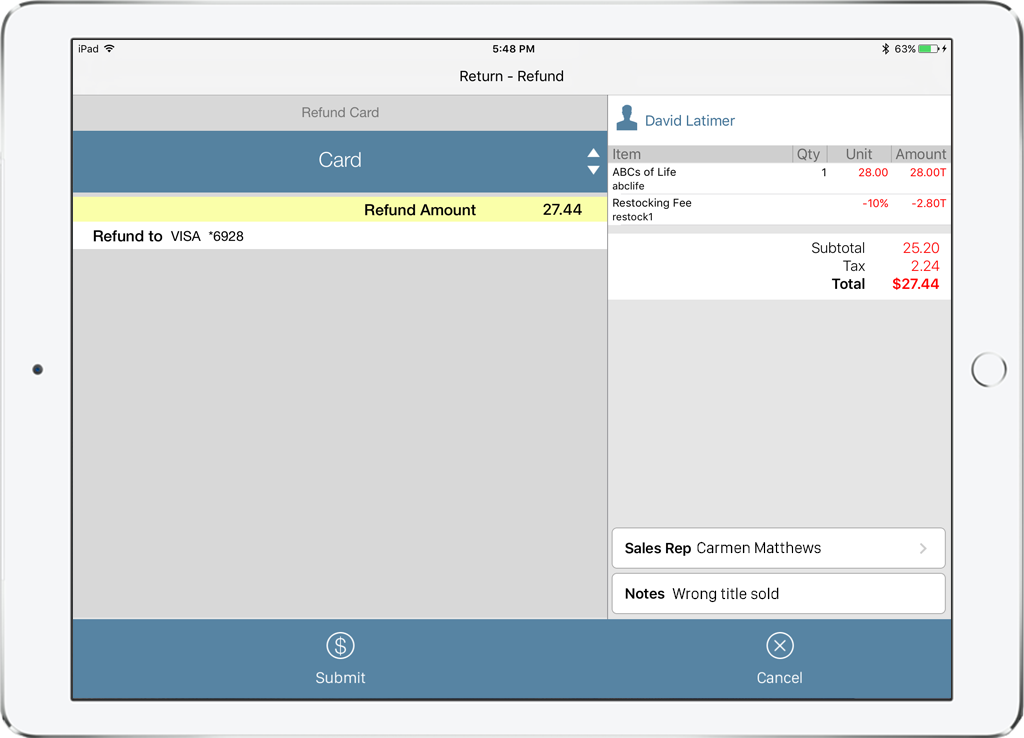 iPad 5:48 PM 63%
Return - Refund
Refund Card
Card
Refund Amount 27.44
Refund to VISA *6928
David Latimer
Item Qty Unit Amount
ABCs of Life 1 28.00 28.00T
abclife
Restocking Fee -10% -2.80T
restock1
Subtotal 25.20
Tax 2.24
Total $27.44
Sales Rep Carmen Matthews
Notes Wrong title sold
$
Submit Cancel